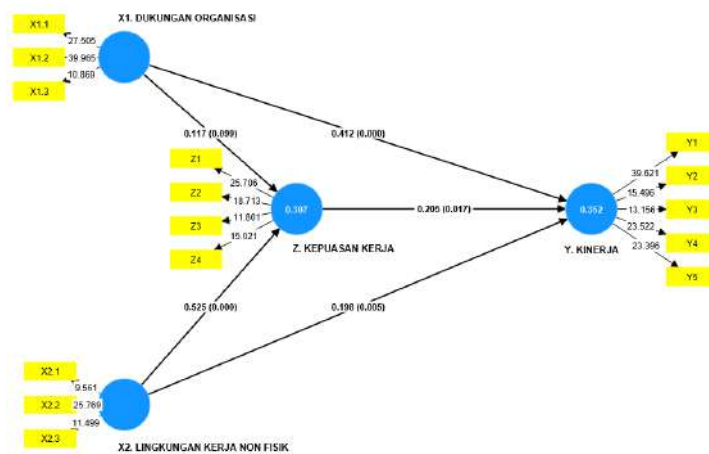 X1. DUKUNGAN ORGANISASI
X1.1
27.505
X1.2
39.965
X1.3
10.869
0.117 (0.099)
0.412 (0.000)
Z1
25.706
Z2
18.713
Z3
11.801
Z4
15.021
0.307
Z. KEPUASAN KERJA
0.205 (0.017)
0.352
Y. KINERJA
Y1
39.621
Y2
15.496
Y3
13.156
Y4
23.522
Y5
23.396
0.525 (0.000)
0.198 (0.005)
X2.1
9.561
X2.2
25.769
X2.3
11.499
X2. LINGKUNGAN KERJA NON FISIK